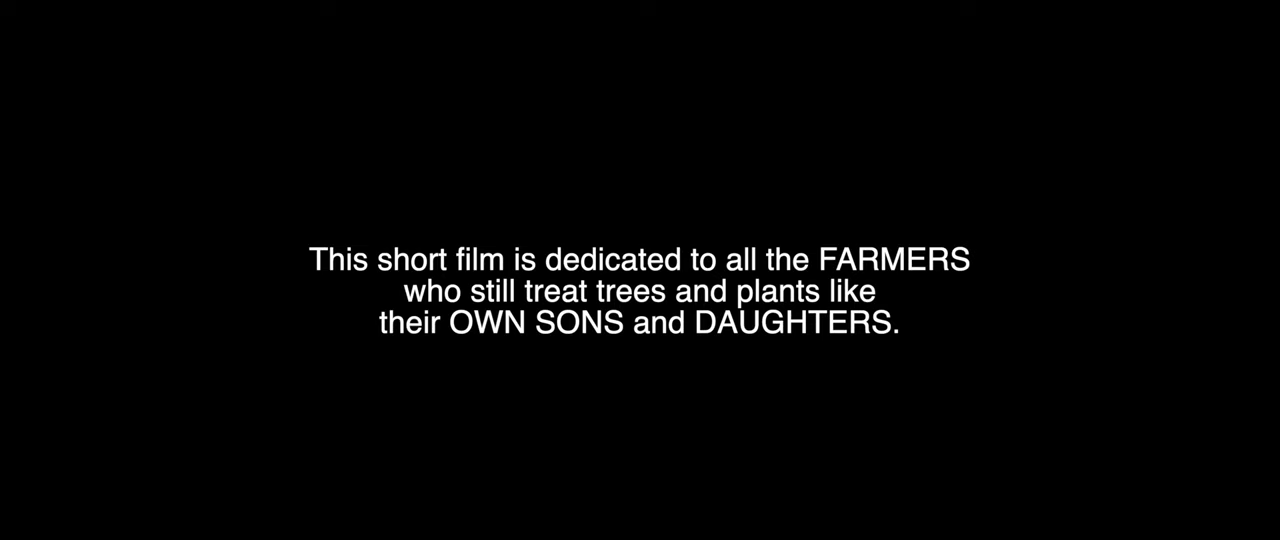 This short film is dedicated to all the FARMERS
who still treat trees and plants like
their OWN SONS and DAUGHTERS.